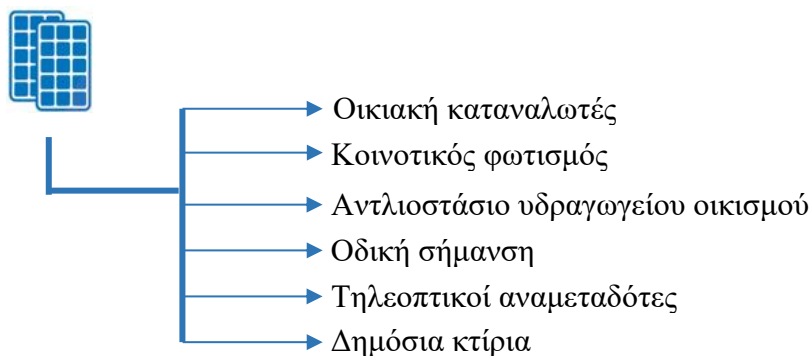 Οικιακή καταναλωτές
Κοινοτικός φωτισμός
Αντλιοστάσιο υδραγωγείου οικισμού
Οδική σήμανση
Τηλεοπτικοί αναμεταδότες
Δημόσια κτίρια